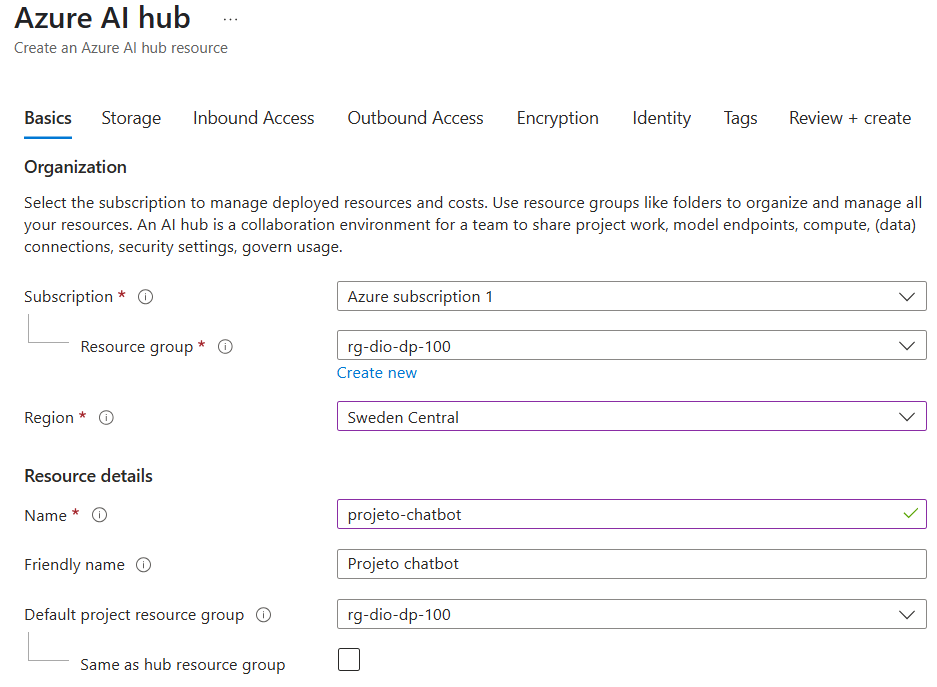 Azure AI hub ...
Create an Azure AI hub resource
Basics Storage Inbound Access Outbound Access Encryption Identity Tags Review + create
Organization
Select the subscription to manage deployed resources and costs. Use resource groups like folders to organize and manage all
your resources. An AI hub is a collaboration environment for a team to share project work, model endpoints, compute, (data)
connections, security settings, govern usage.
Subscription * Azure subscription 1
Resource group * rg-dio-dp-100
Create new
Region * Sweden Central
Resource details
Name * projeto-chatbot
Friendly name Projeto chatbot
Default project resource group rg-dio-dp-100
Same as hub resource group